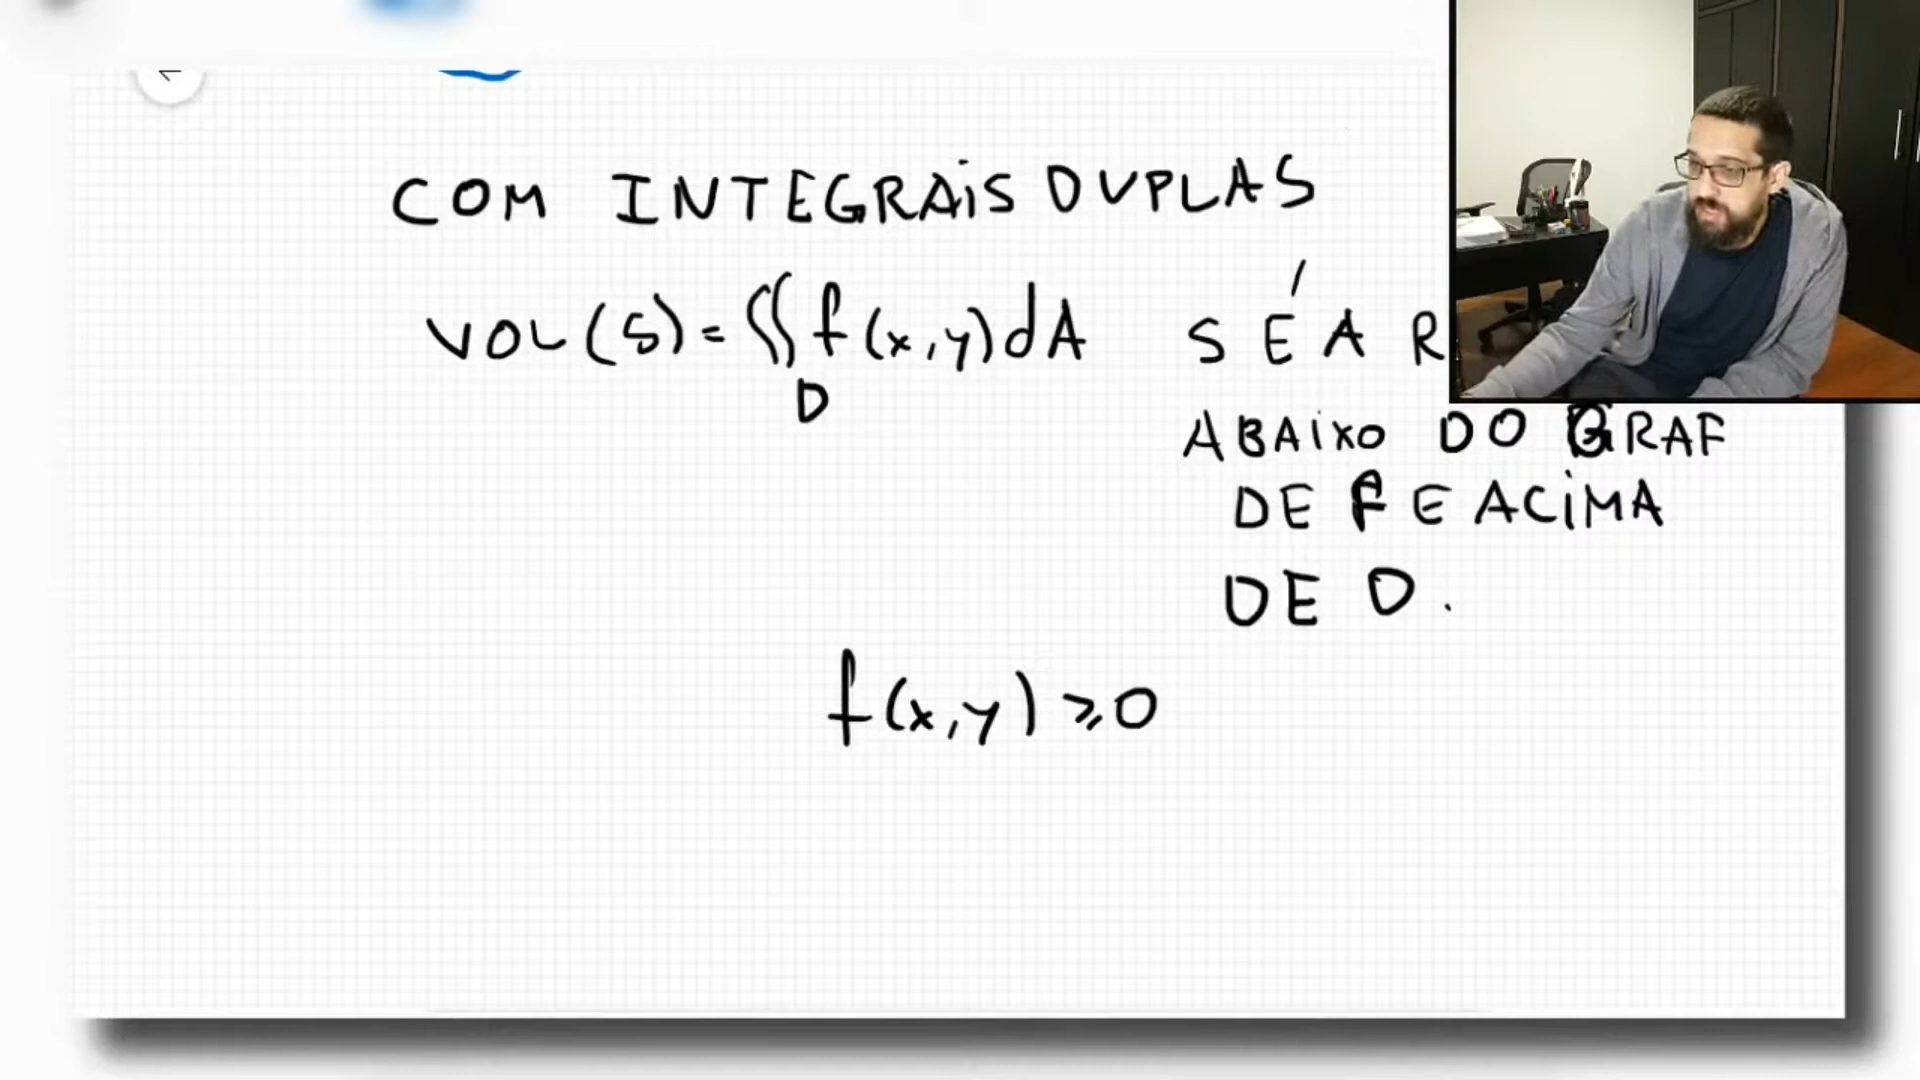 COM INTEGRAIS DUPLAS
VOL(S) = ∬ f(x,y) dA
D
S É A R
ABAIXO DO GRAF
DE F E ACIMA
DE D.
f(x,y) ⩾ 0